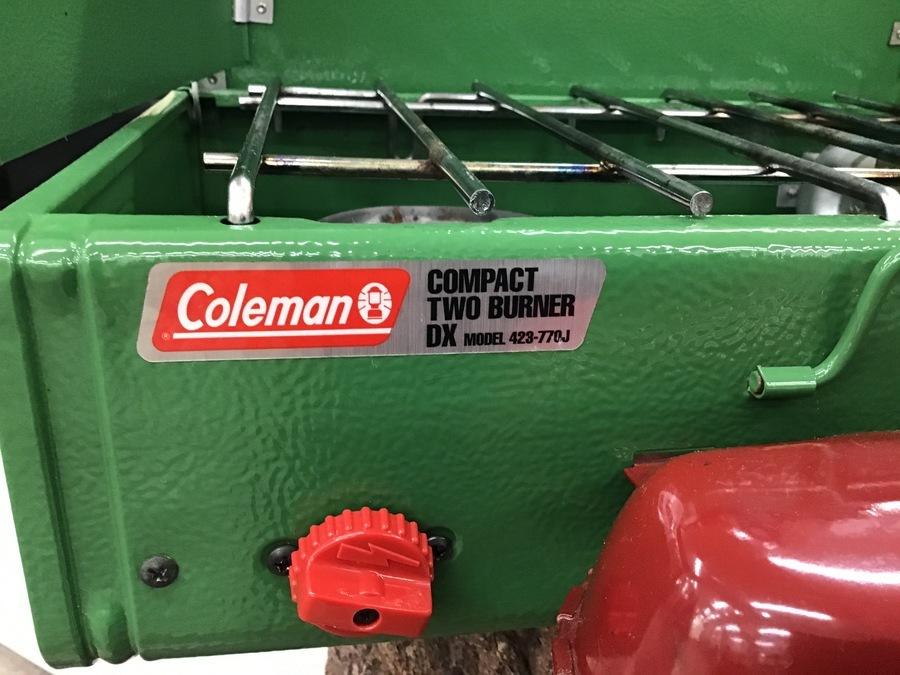 Coleman
®
COMPACT
TWO BURNER
DX MODEL 423-770J